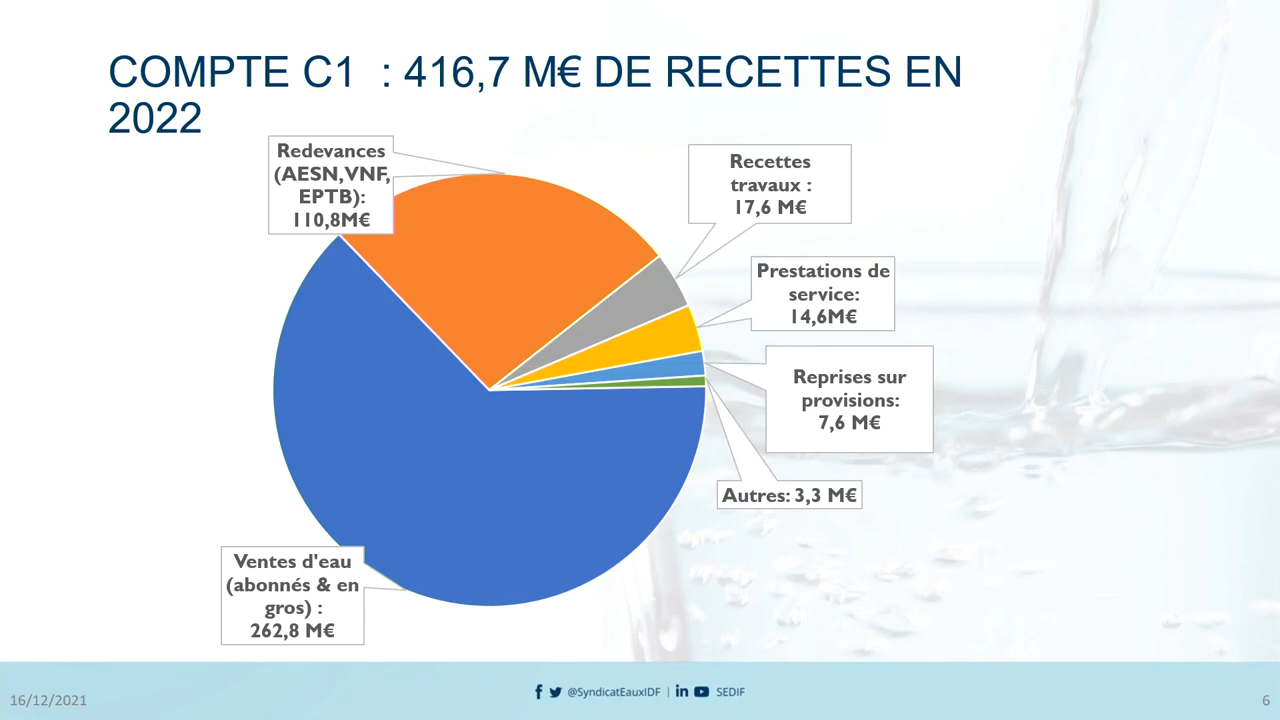 COMPTE C1 : 416,7 M€ DE RECETTES EN
2022
Redevances
(AESN, VNF,
EPTB):
110,8M€
Recettes
travaux :
17,6 M€
Prestations de
service:
14,6M€
Reprises sur
provisions:
7,6 M€
Autres: 3,3 M€
Ventes d'eau
(abonnés & en
gros) :
262,8 M€
16/12/2021
@SyndicatEauxIDF | SEDIF
6